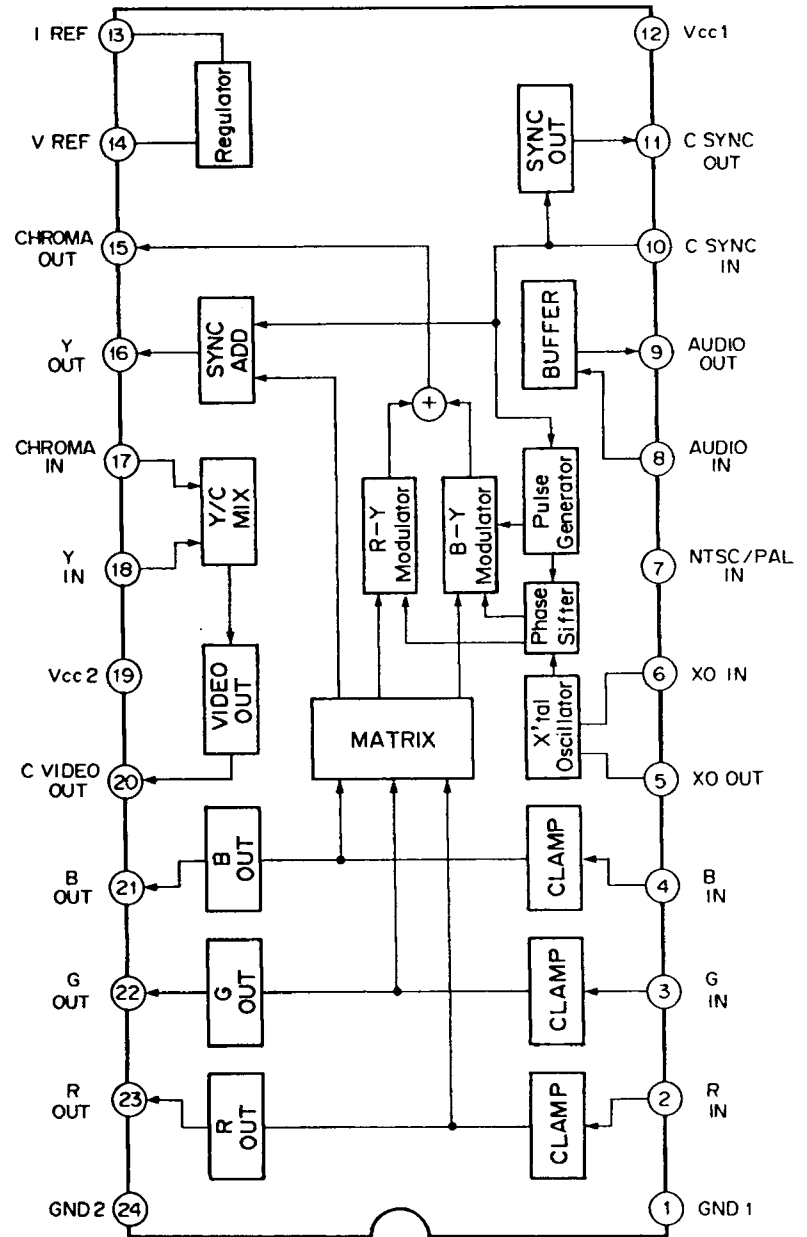 I REF
13
12
Vcc1
Regulator
V REF
14
SYNC
OUT
11
C SYNC
OUT
CHROMA
OUT
15
10
C SYNC
IN
Y
OUT
16
SYNC
ADD
BUFFER
9
AUDIO
OUT
+
CHROMA
IN
17
8
AUDIO
IN
Y/C
MIX
R-Y
Modulator
B-Y
Modulator
Pulse
Generator
Y
IN
18
7
NTSC/PAL
IN
Phase
Sifter
Vcc2
19
VIDEO
OUT
6
XO IN
MATRIX
X'tal
Oscillator
C VIDEO
OUT
20
5
XO OUT
B
OUT
21
B
OUT
CLAMP
4
B
IN
G
OUT
22
G
OUT
CLAMP
3
G
IN
R
OUT
23
R
OUT
CLAMP
2
R
IN
GND2
24
1
GND1